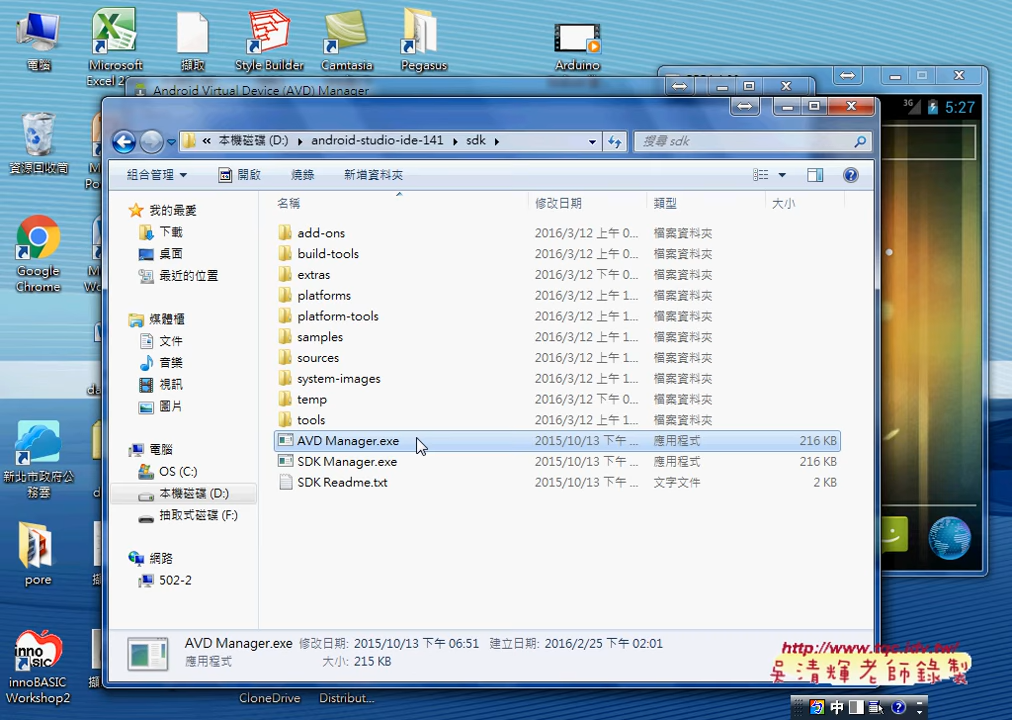 電腦
Microsoft
Excel 2
擷取
Style Builder
Camtasia
Pegasus
Arduino
資源回收筒
Google
Chrome
新北市政府公
務雲
pore
innoBASIC
Workshop2
CloneDrive
Distribut...
Android Virtual Device (AVD) Manager
3G
5:27
« 本機磁碟 (D:) ▸ android-studio-ide-141 ▸ sdk ▸
搜尋 sdk
組合管理
開啟
燒錄
新增資料夾
我的最愛
下載
桌面
最近的位置
媒體櫃
文件
音樂
視訊
圖片
電腦
OS (C:)
本機磁碟 (D:)
抽取式磁碟 (F:)
網路
502-2
名稱 修改日期 類型 大小
add-ons 2016/3/12 上午 0... 檔案資料夾
build-tools 2016/3/12 上午 0... 檔案資料夾
extras 2016/3/12 下午 0... 檔案資料夾
platforms 2016/3/12 上午 1... 檔案資料夾
platform-tools 2016/3/12 上午 1... 檔案資料夾
samples 2016/3/12 上午 1... 檔案資料夾
sources 2016/3/12 上午 1... 檔案資料夾
system-images 2016/3/12 上午 1... 檔案資料夾
temp 2016/3/12 下午 0... 檔案資料夾
tools 2016/3/12 上午 1... 檔案資料夾
AVD Manager.exe 2015/10/13 下午 ... 應用程式 216 KB
SDK Manager.exe 2015/10/13 下午 ... 應用程式 216 KB
SDK Readme.txt 2015/10/13 下午 ... 文字文件 2 KB
AVD Manager.exe 修改日期: 2015/10/13 下午 06:51 建立日期: 2016/2/25 下午 02:01
應用程式 大小: 215 KB
吳清輝老師錄製
中